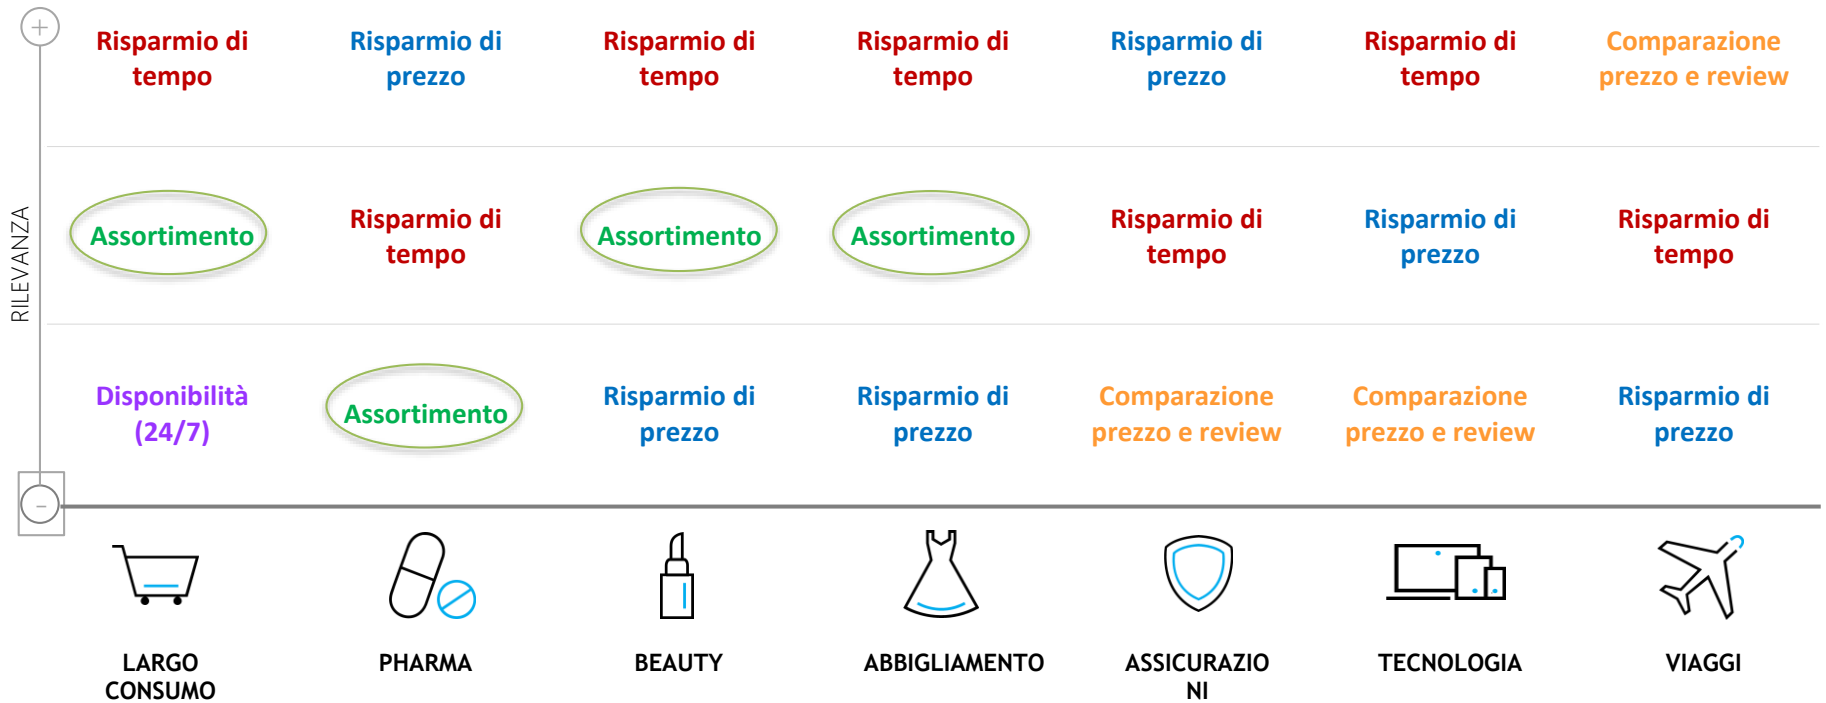 +
Risparmio di
tempo
Risparmio di
prezzo
Risparmio di
tempo
Risparmio di
tempo
Risparmio di
prezzo
Risparmio di
tempo
Comparazione
prezzo e review
RILEVANZA
Assortimento
Risparmio di
tempo
Assortimento
Assortimento
Risparmio di
tempo
Risparmio di
prezzo
Risparmio di
tempo
Disponibilità
(24/7)
Assortimento
Risparmio di
prezzo
Risparmio di
prezzo
Comparazione
prezzo e review
Comparazione
prezzo e review
Risparmio di
prezzo
-
LARGO
CONSUMO
PHARMA
BEAUTY
ABBIGLIAMENTO
ASSICURAZIO
NI
TECNOLOGIA
VIAGGI